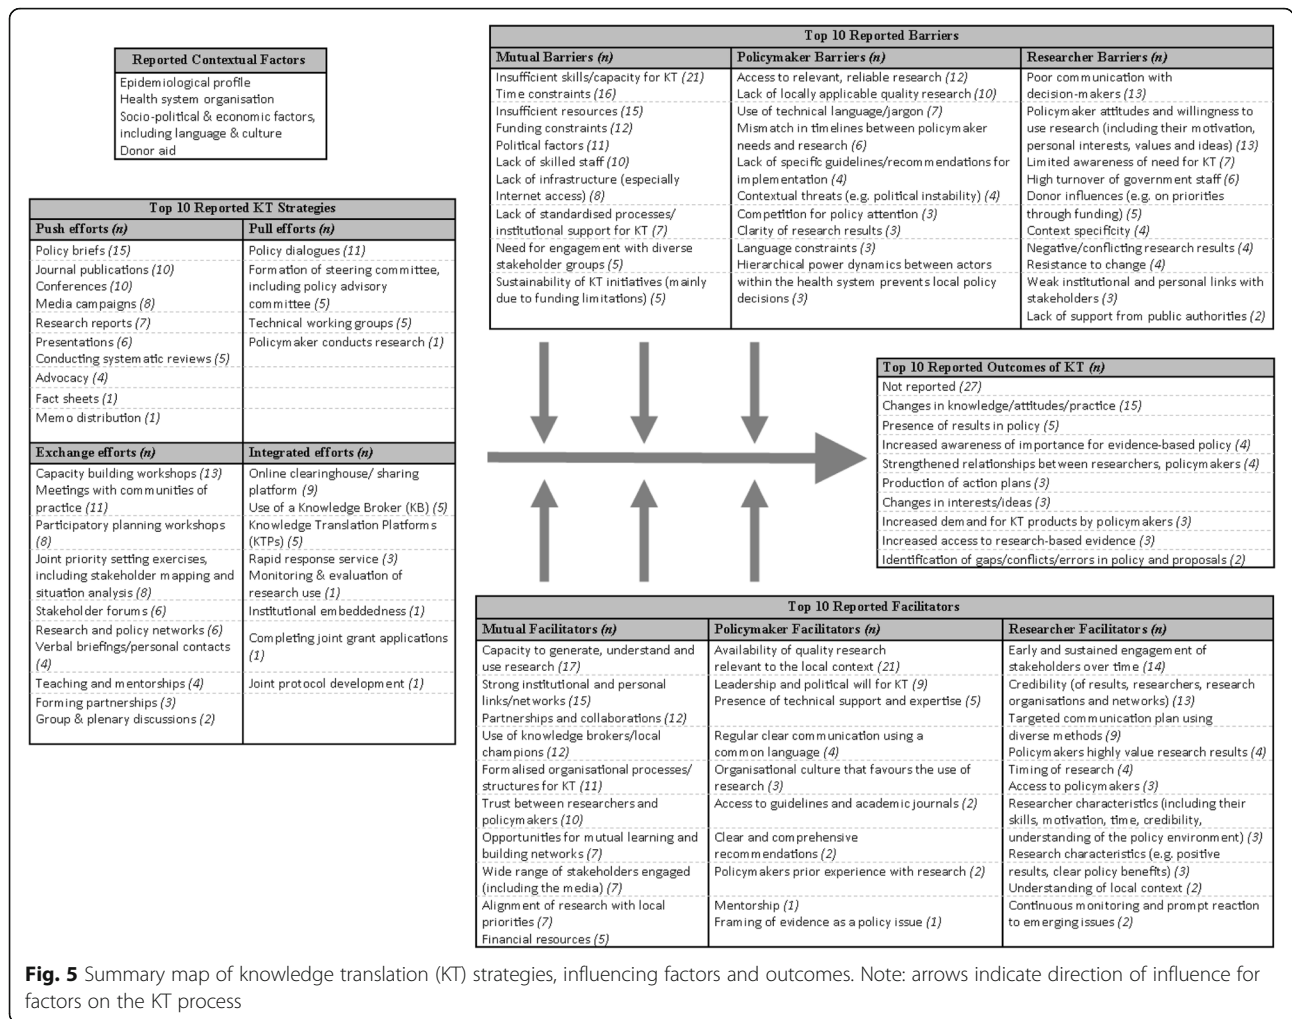 Reported Contextual Factors
Epidemiological profile
Health system organisation
Socio-political & economic factors,
including language & culture
Donor aid
Top 10 Reported KT Strategies
Push efforts (n)
Policy briefs (15)
Journal publications (10)
Conferences (10)
Media campaigns (8)
Research reports (7)
Presentations (6)
Conducting systematic reviews (5)
Advocacy (4)
Fact sheets (1)
Memo distribution (1)
Pull efforts (n)
Policy dialogues (11)
Formation of steering committee,
including policy advisory
committee (5)
Technical working groups (5)
Policymaker conducts research (1)
Exchange efforts (n)
Capacity building workshops (13)
Meetings with communities of
practice (11)
Participatory planning workshops
(8)
Joint priority setting exercises,
including stakeholder mapping and
situation analysis (8)
Stakeholder forums (6)
Research and policy networks (6)
Verbal briefings/personal contacts
(4)
Teaching and mentorships (4)
Forming partnerships (3)
Group & plenary discussions (2)
Integrated efforts (n)
Online clearinghouse/ sharing
platform (9)
Use of a Knowledge Broker (KB) (5)
Knowledge Translation Platforms
(KTPs) (5)
Rapid response service (3)
Monitoring & evaluation of
research use (1)
Institutional embeddedness (1)
Completing joint grant applications
(1)
Joint protocol development (1)
Top 10 Reported Barriers
Mutual Barriers (n)
Insufficient skills/capacity for KT (21)
Time constraints (16)
Insufficient resources (15)
Funding constraints (12)
Political factors (11)
Lack of skilled staff (10)
Lack of infrastructure (especially
Internet access) (8)
Lack of standardised processes/
institutional support for KT (7)
Need for engagement with diverse
stakeholder groups (5)
Sustainability of KT initiatives (mainly
due to funding limitations) (5)
Policymaker Barriers (n)
Access to relevant, reliable research (12)
Lack of locally applicable quality research (10)
Use of technical language/jargon (7)
Mismatch in timelines between policymaker
needs and research (6)
Lack of specific guidelines/recommendations for
implementation (4)
Contextual threats (e.g. political instability) (4)
Competition for policy attention (3)
Clarity of research results (3)
Language constraints (3)
Hierarchical power dynamics between actors
within the health system prevents local policy
decisions (3)
Researcher Barriers (n)
Poor communication with
decision-makers (13)
Policymaker attitudes and willingness to
use research (including their motivation,
personal interests, values and ideas) (13)
Limited awareness of need for KT (7)
High turnover of government staff (6)
Donor influences (e.g. on priorities
through funding) (5)
Context specificity (4)
Negative/conflicting research results (4)
Resistance to change (4)
Weak institutional and personal links with
stakeholders (3)
Lack of support from public authorities (2)
Top 10 Reported Outcomes of KT (n)
Not reported (27)
Changes in knowledge/attitudes/practice (15)
Presence of results in policy (5)
Increased awareness of importance for evidence-based policy (4)
Strengthened relationships between researchers, policymakers (4)
Production of action plans (3)
Changes in interests/ideas (3)
Increased demand for KT products by policymakers (3)
Increased access to research-based evidence (3)
Identification of gaps/conflicts/errors in policy and proposals (2)
Top 10 Reported Facilitators
Mutual Facilitators (n)
Capacity to generate, understand and
use research (17)
Strong institutional and personal
links/networks (15)
Partnerships and collaborations (12)
Use of knowledge brokers/local
champions (12)
Formalised organisational processes/
structures for KT (11)
Trust between researchers and
policymakers (10)
Opportunities for mutual learning and
building networks (7)
Wide range of stakeholders engaged
(including the media) (7)
Alignment of research with local
priorities (7)
Financial resources (5)
Policymaker Facilitators (n)
Availability of quality research
relevant to the local context (21)
Leadership and political will for KT (9)
Presence of technical support and expertise (5)
Regular clear communication using a
common language (4)
Organisational culture that favours the use of
research (3)
Access to guidelines and academic journals (2)
Clear and comprehensive
recommendations (2)
Policymakers prior experience with research (2)
Mentorship (1)
Framing of evidence as a policy issue (1)
Researcher Facilitators (n)
Early and sustained engagement of
stakeholders over time (14)
Credibility (of results, researchers, research
organisations and networks) (13)
Targeted communication plan using
diverse methods (9)
Policymakers highly value research results (4)
Timing of research (4)
Access to policymakers (3)
Researcher characteristics (including their
skills, motivation, time, credibility,
understanding of the policy environment) (3)
Research characteristics (e.g. positive
results, clear policy benefits) (3)
Understanding of local context (2)
Continuous monitoring and prompt reaction
to emerging issues (2)
Fig. 5 Summary map of knowledge translation (KT) strategies, influencing factors and outcomes. Note: arrows indicate direction of influence for
factors on the KT process